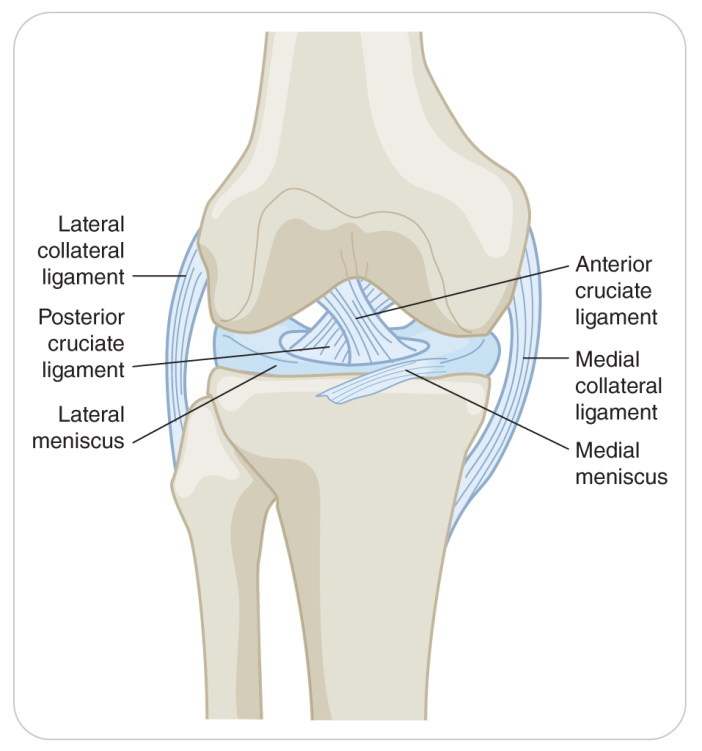 Lateral
collateral
ligament
Posterior
cruciate
ligament
Lateral
meniscus
Anterior
cruciate
ligament
Medial
collateral
ligament
Medial
meniscus